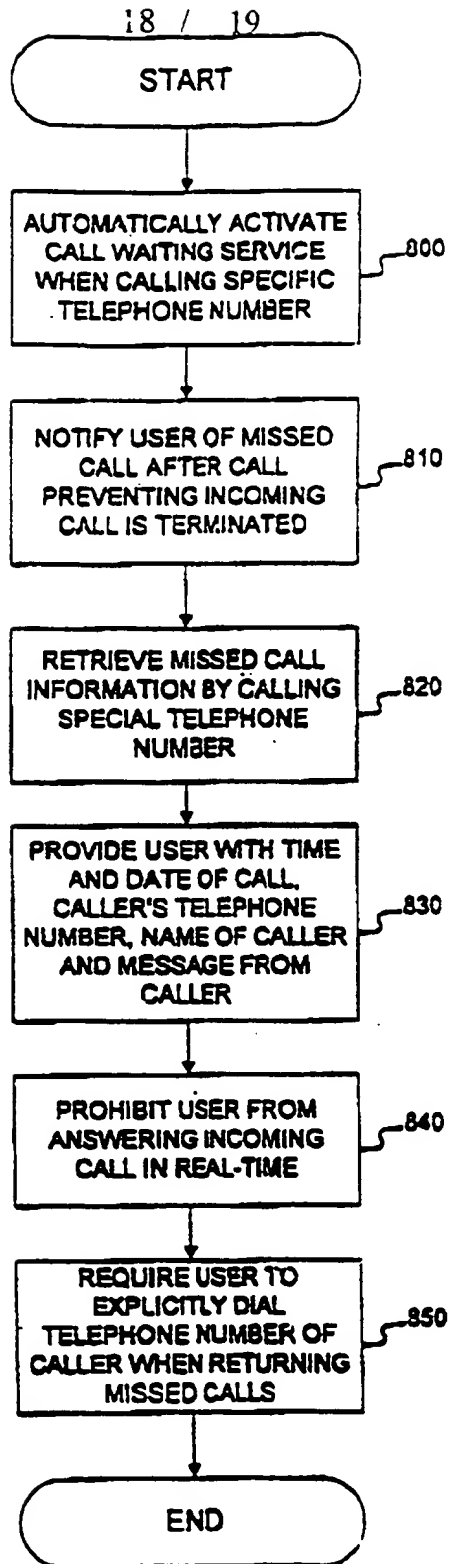 18 / 19
START
AUTOMATICALLY ACTIVATE
CALL WAITING SERVICE
WHEN CALLING SPECIFIC
TELEPHONE NUMBER
800
NOTIFY USER OF MISSED
CALL AFTER CALL
PREVENTING INCOMING
CALL IS TERMINATED
810
RETRIEVE MISSED CALL
INFORMATION BY CALLING
SPECIAL TELEPHONE
NUMBER
820
PROVIDE USER WITH TIME
AND DATE OF CALL,
CALLER'S TELEPHONE
NUMBER, NAME OF CALLER
AND MESSAGE FROM
CALLER
830
PROHIBIT USER FROM
ANSWERING INCOMING
CALL IN REAL-TIME
840
REQUIRE USER TO
EXPLICITLY DIAL
TELEPHONE NUMBER OF
CALLER WHEN RETURNING
MISSED CALLS
850
END